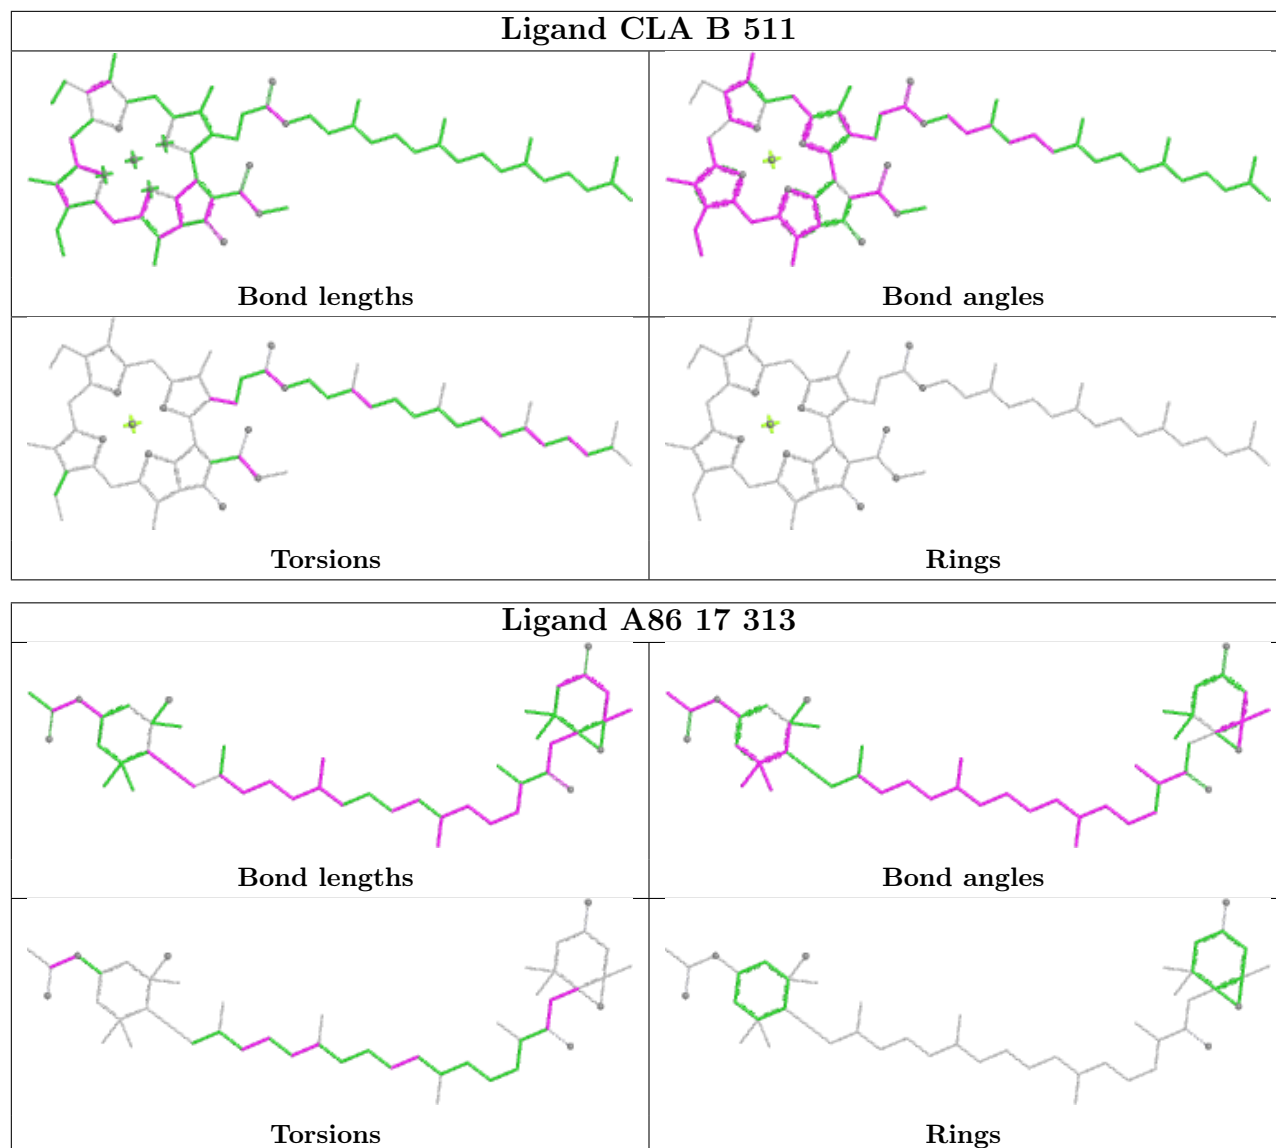 Ligand CLA B 511
Bond lengths
Bond angles
Torsions
Rings
Ligand A86 17 313
Bond lengths
Bond angles
Torsions
Rings